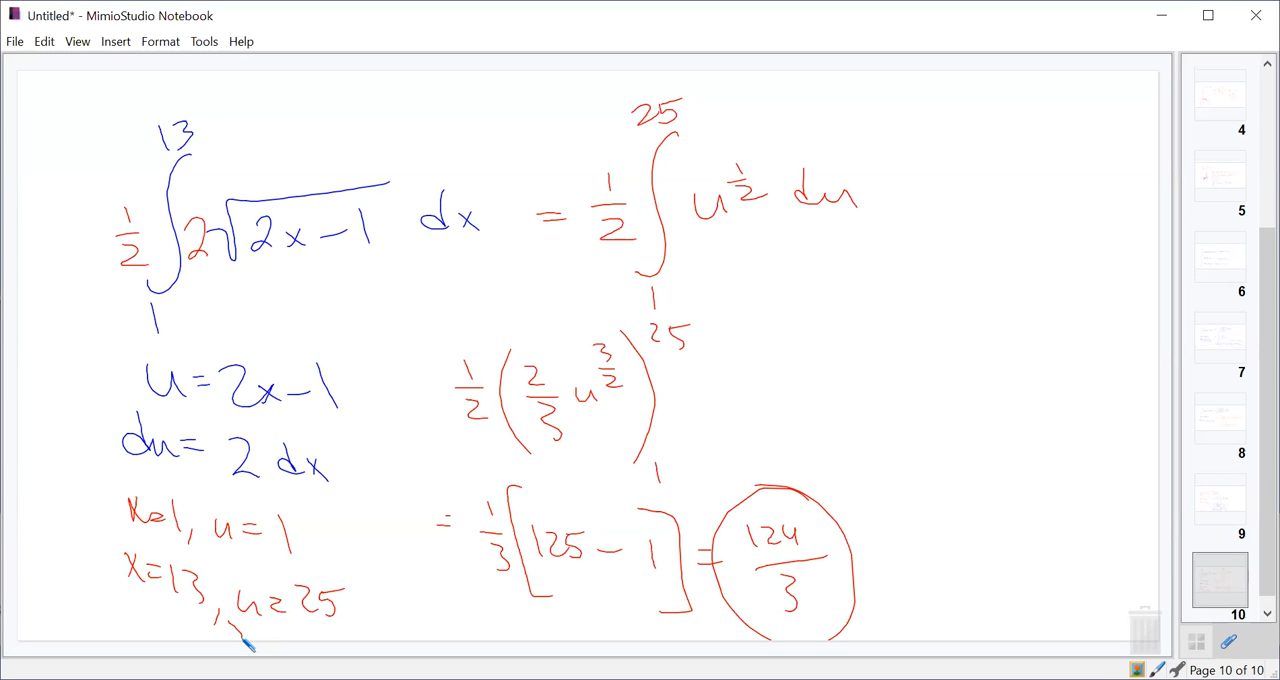 Untitled* - MimioStudio Notebook
File Edit View Insert Format Tools Help
13
25
1/2 ∫ 2√(2x-1) dx = 1/2 ∫ u^(1/2) du
1
1
u = 2x-1
du = 2 dx
x=1, u = 1
x=13, u = 25
25
1/2 (2/3 u^(3/2))
1
= 1/3 [125 - 1] = 124/3
4
5
6
7
8
9
10
Page 10 of 10